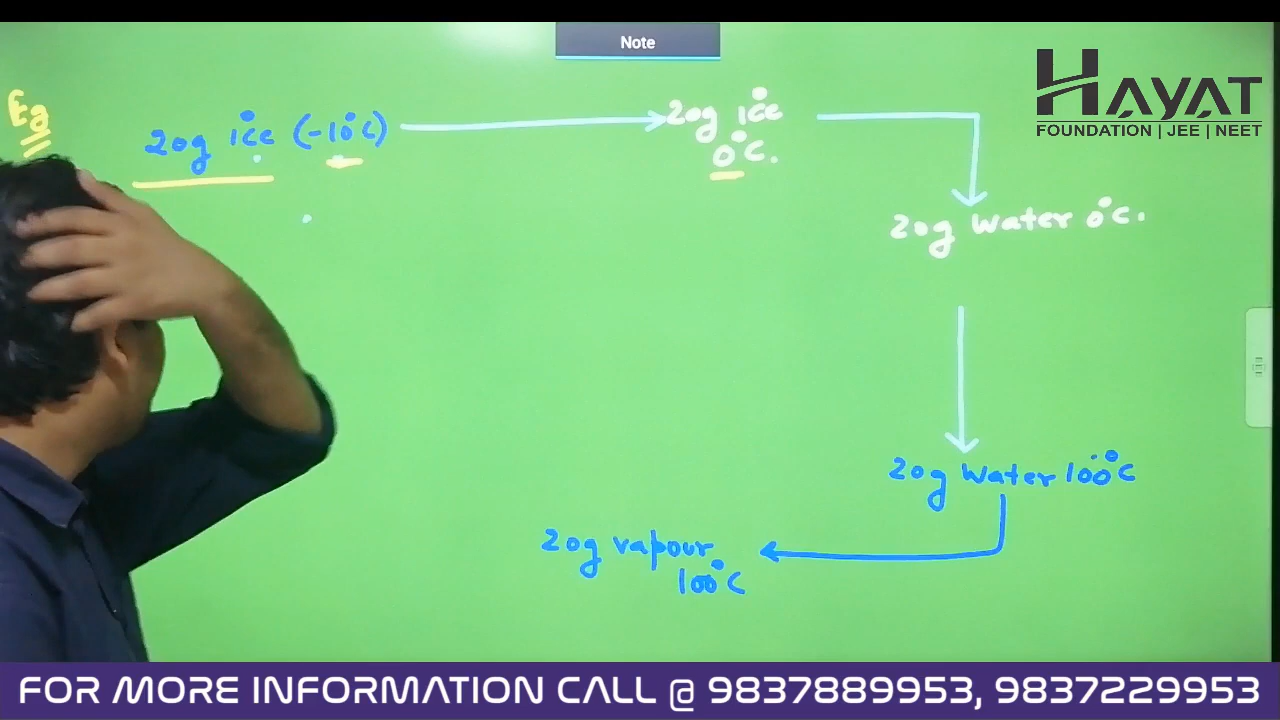 Note
HAYAT
FOUNDATION | JEE | NEET
Eg
20g ice (-10°C)
20g ice
0°C.
20g Water 0°C.
20g Water 100°C
20g vapour
100°C
FOR MORE INFORMATION CALL @ 9837889953, 9837229953